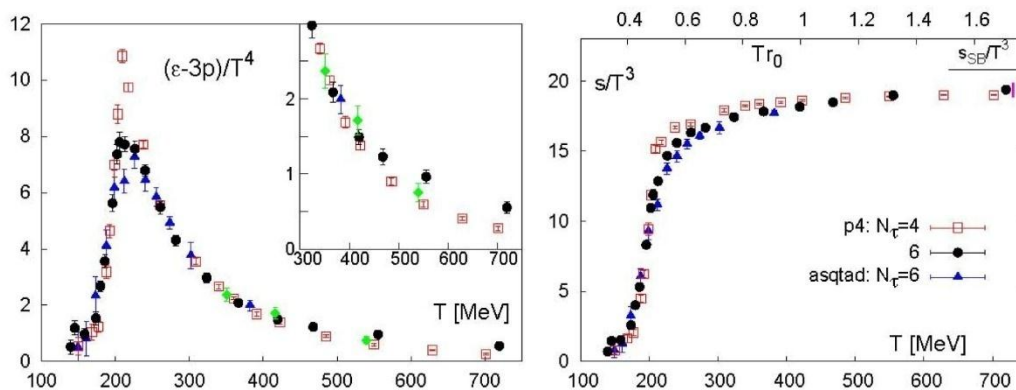 12
10
8
6
4
2
0
100 200 300 400 500 600 700
(ε-3p)/T⁴
T [MeV]
2
1
0
300 400 500 600 700
0.4 0.6 0.8 1 1.2 1.4 1.6
Tr₀
s_SB/T³
s/T³
20
15
10
5
0
p4: N_τ=4
6
asqtad: N_τ=6
T [MeV]
100 200 300 400 500 600 700